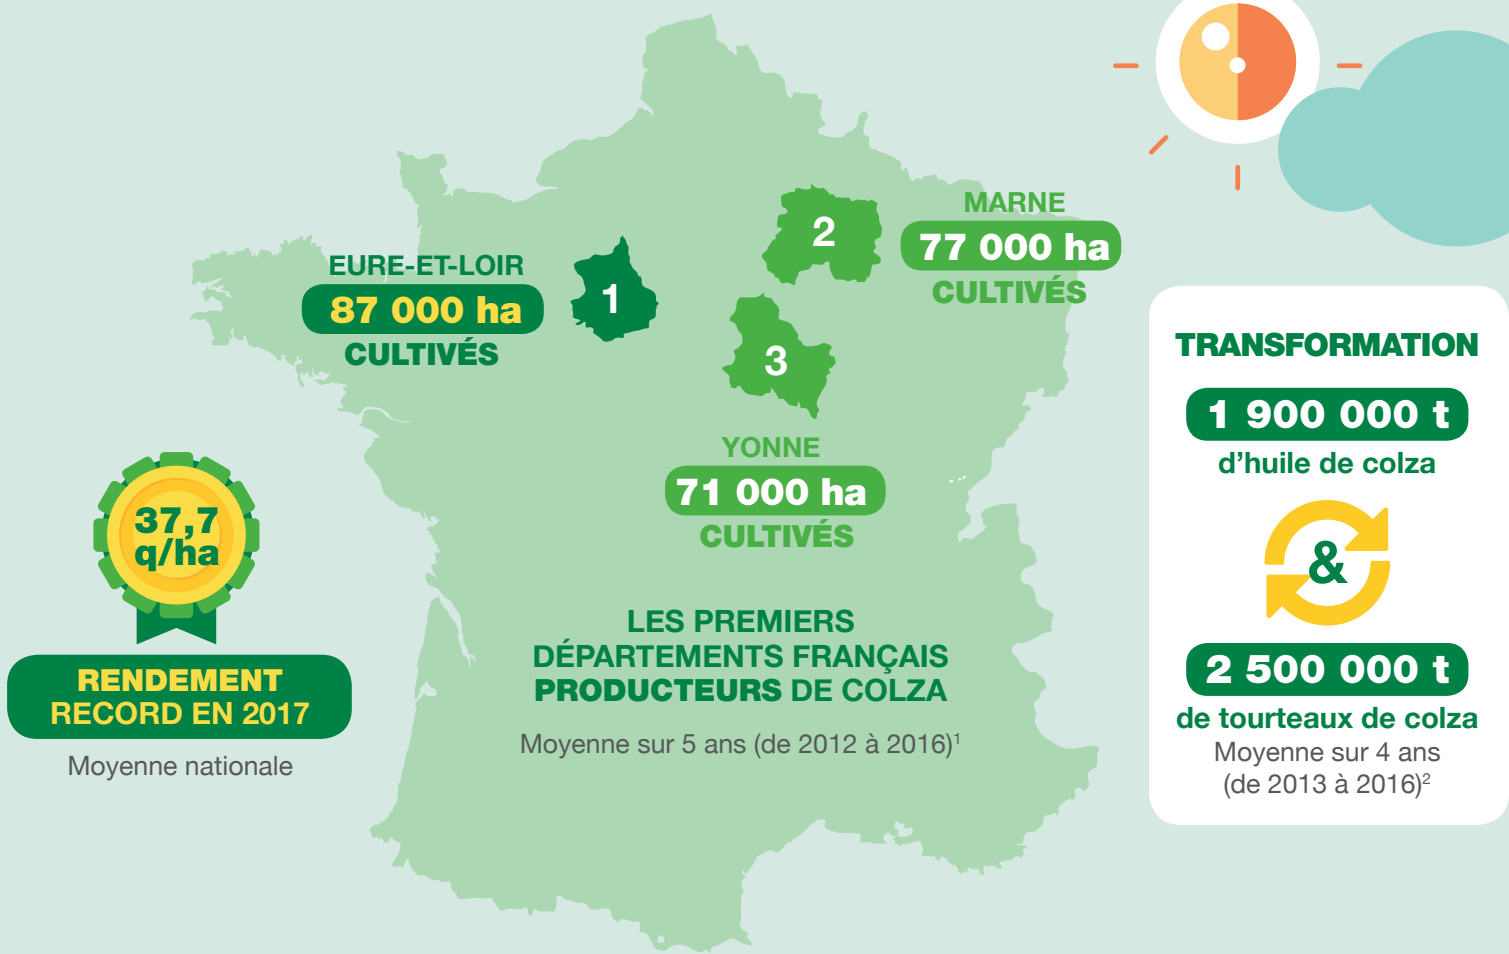 EURE-ET-LOIR
87 000 ha
CULTIVÉS
1
2
MARNE
77 000 ha
CULTIVÉS
3
YONNE
71 000 ha
CULTIVÉS
37,7
q/ha
RENDEMENT
RECORD EN 2017
Moyenne nationale
LES PREMIERS
DÉPARTEMENTS FRANÇAIS
PRODUCTEURS DE COLZA
Moyenne sur 5 ans (de 2012 à 2016)¹
TRANSFORMATION
1 900 000 t
d’huile de colza
&
2 500 000 t
de tourteaux de colza
Moyenne sur 4 ans
(de 2013 à 2016)²